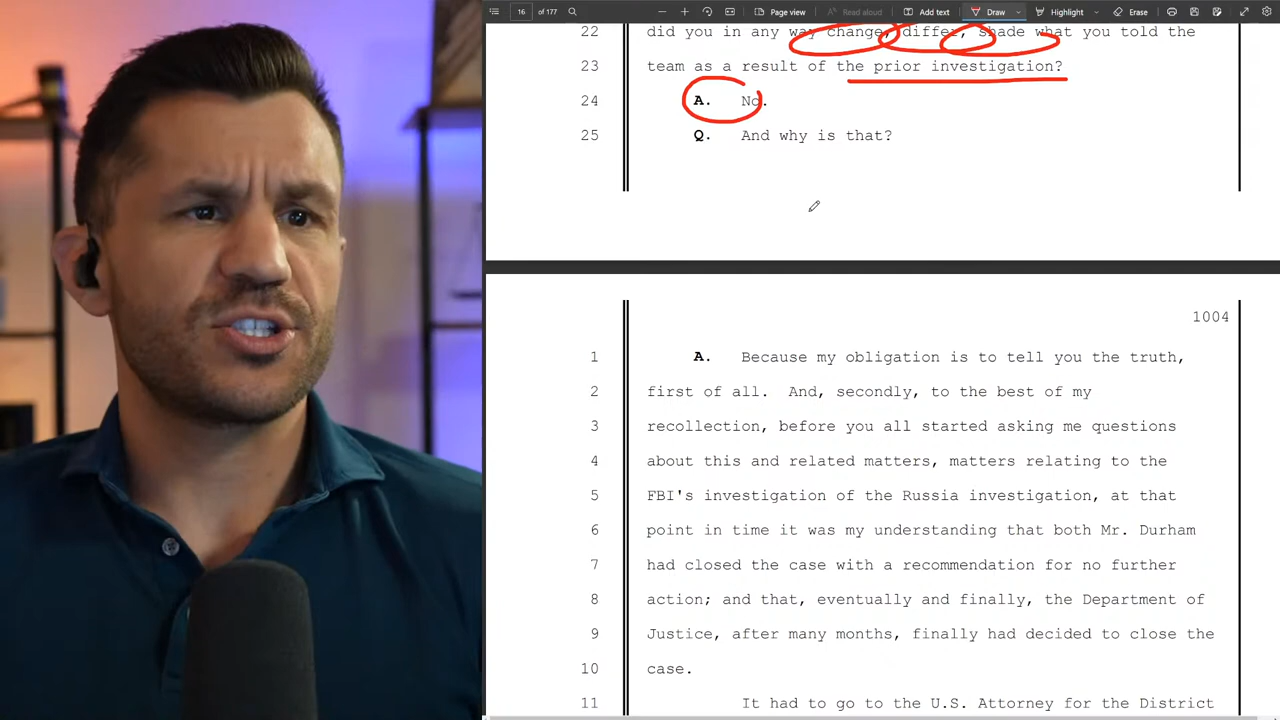 16 of 177
Page view
Read aloud
Add text
Draw
Highlight
Erase
22 did you in any way change, differ, shade what you told the
23 team as a result of the prior investigation?
24 A. No.
25 Q. And why is that?
1004
1 A. Because my obligation is to tell you the truth,
2 first of all. And, secondly, to the best of my
3 recollection, before you all started asking me questions
4 about this and related matters, matters relating to the
5 FBI's investigation of the Russia investigation, at that
6 point in time it was my understanding that both Mr. Durham
7 had closed the case with a recommendation for no further
8 action; and that, eventually and finally, the Department of
9 Justice, after many months, finally had decided to close the
10 case.
11 It had to go to the U.S. Attorney for the District